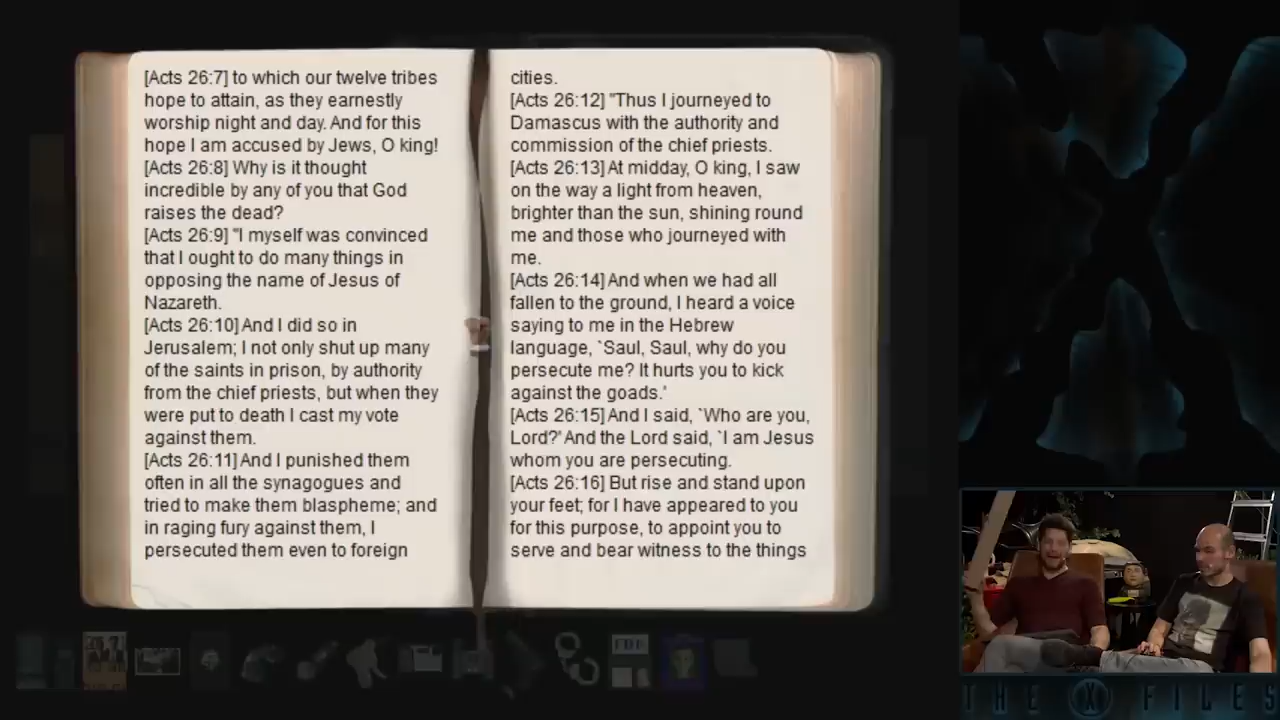 [Acts 26:7] to which our twelve tribes
hope to attain, as they earnestly
worship night and day. And for this
hope I am accused by Jews, O king!
[Acts 26:8] Why is it thought
incredible by any of you that God
raises the dead?
[Acts 26:9] "I myself was convinced
that I ought to do many things in
opposing the name of Jesus of
Nazareth.
[Acts 26:10] And I did so in
Jerusalem; I not only shut up many
of the saints in prison, by authority
from the chief priests, but when they
were put to death I cast my vote
against them.
[Acts 26:11] And I punished them
often in all the synagogues and
tried to make them blaspheme; and
in raging fury against them, I
persecuted them even to foreign
cities.
[Acts 26:12] "Thus I journeyed to
Damascus with the authority and
commission of the chief priests.
[Acts 26:13] At midday, O king, I saw
on the way a light from heaven,
brighter than the sun, shining round
me and those who journeyed with
me.
[Acts 26:14] And when we had all
fallen to the ground, I heard a voice
saying to me in the Hebrew
language, `Saul, Saul, why do you
persecute me? It hurts you to kick
against the goads.'
[Acts 26:15] And I said, `Who are you,
Lord?' And the Lord said, `I am Jesus
whom you are persecuting.
[Acts 26:16] But rise and stand upon
your feet; for I have appeared to you
for this purpose, to appoint you to
serve and bear witness to the things
THE X FILES